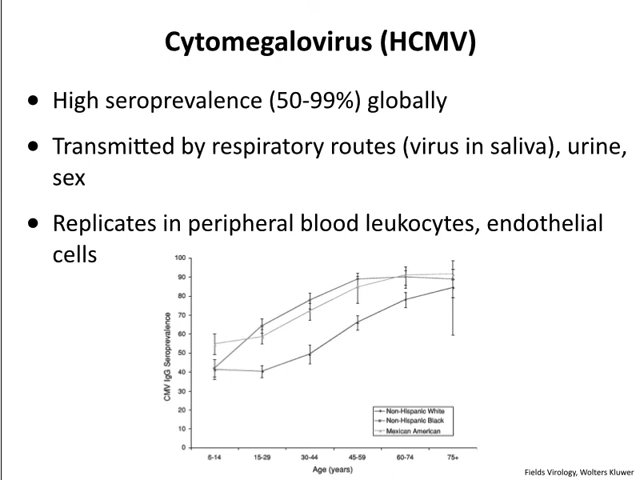 Cytomegalovirus (HCMV)
• High seroprevalence (50-99%) globally
• Transmitted by respiratory routes (virus in saliva), urine,
sex
• Replicates in peripheral blood leukocytes, endothelial
cells
CMV IgG Seroprevalence
100
90
80
70
60
50
40
30
20
10
0
Non-Hispanic White
Non-Hispanic Black
Mexican American
6-14 15-29 30-44 45-59 60-74 75+
Age (years)
Fields Virology, Wolters Kluwer